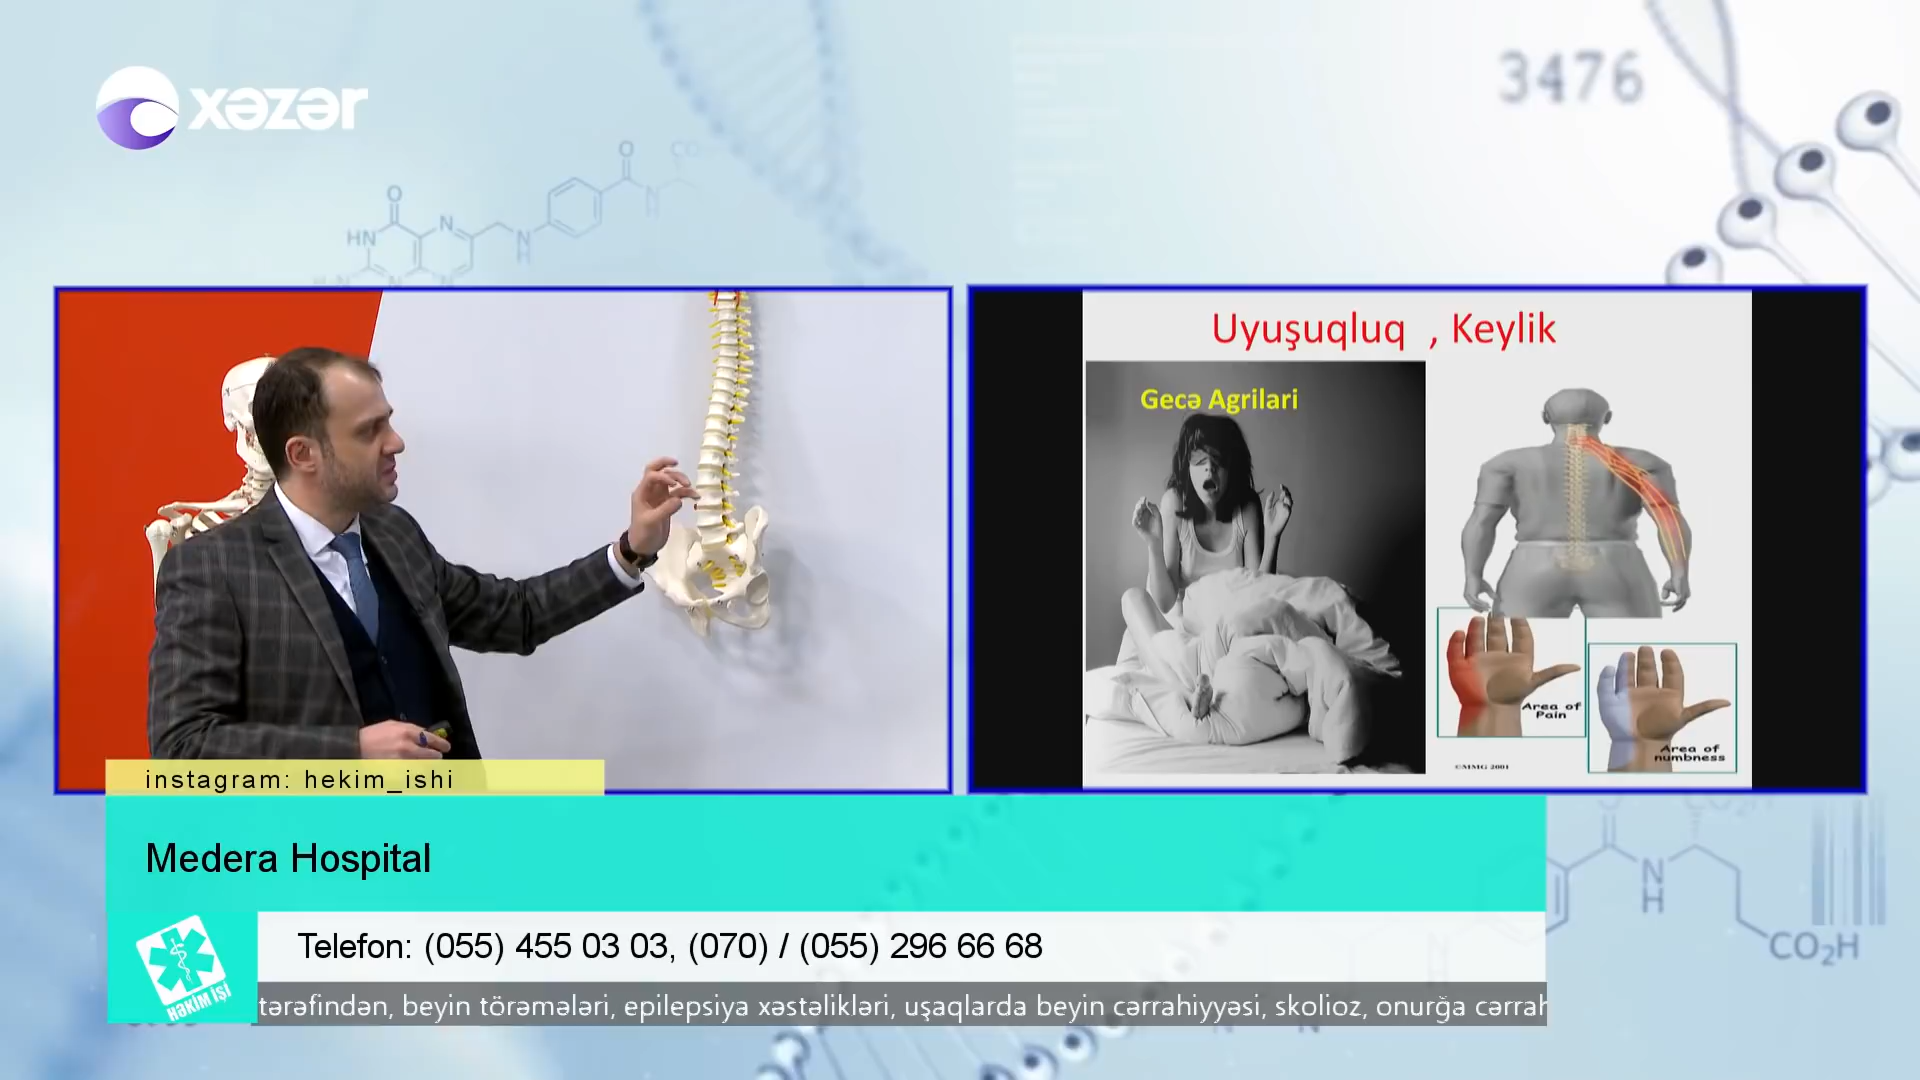 xəzər
3476
Uyuşuqluq , Keylik
Gecə Agrilari
Area of
Pain
Area of
numbness
©MMG 2001
instagram: hekim_ishi
Medera Hospital
Telefon: (055) 455 03 03, (070) / (055) 296 66 68
HƏKİM İŞİ
tərəfindən, beyin törəmələri, epilepsiya xəstəlikləri, uşaqlarda beyin cərrahiyyəsi, skolioz, onurğa cərrah
O
HN
N
N
H
O
N
H
CO
N
H
CO₂H